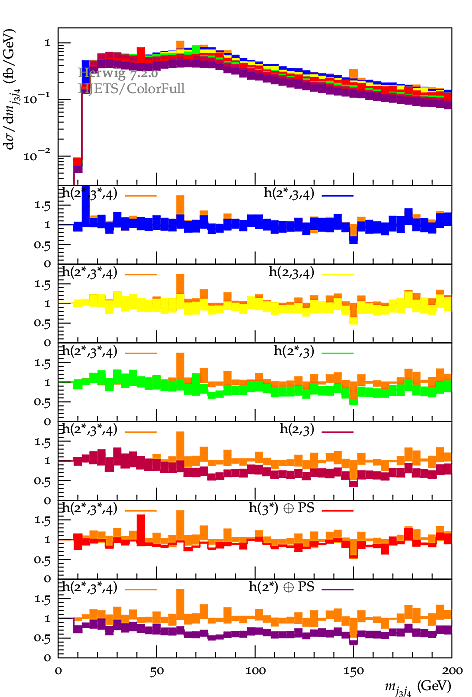 dσ/dm_{j3j4} (fb/GeV)
1
10⁻¹
10⁻²
Herwig 7.2.0
HJETS/ColorFull
h(2*,3*,4) h(2*,3,4)
1.5
1
0.5
0
h(2*,3*,4) h(2,3,4)
1.5
1
0.5
0
h(2*,3*,4) h(2*,3)
1.5
1
0.5
0
h(2*,3*,4) h(2,3)
1.5
1
0.5
0
h(2*,3*,4) h(3*) ⊕ PS
1.5
1
0.5
0
h(2*,3*,4) h(2*) ⊕ PS
1.5
1
0.5
0
0 50 100 150 200
m_{j3j4} (GeV)